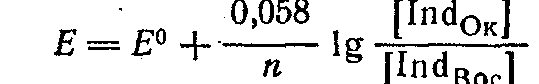 E = E⁰ + 0,058/n lg [Ind_Ок]/[Ind_Вос]